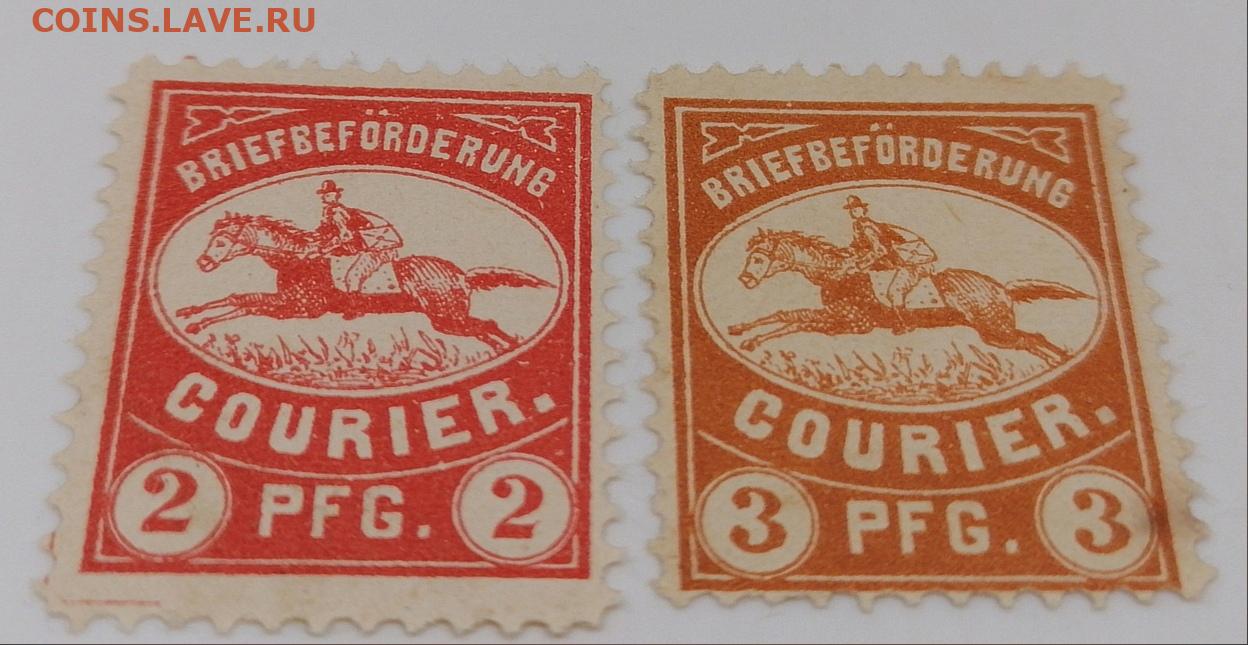 COINS.LAVE.RU
BRIEFBEFÖRDERUNG
COURIER.
2 PFG. 2
BRIEFBEFÖRDERUNG
COURIER.
3 PFG. 3